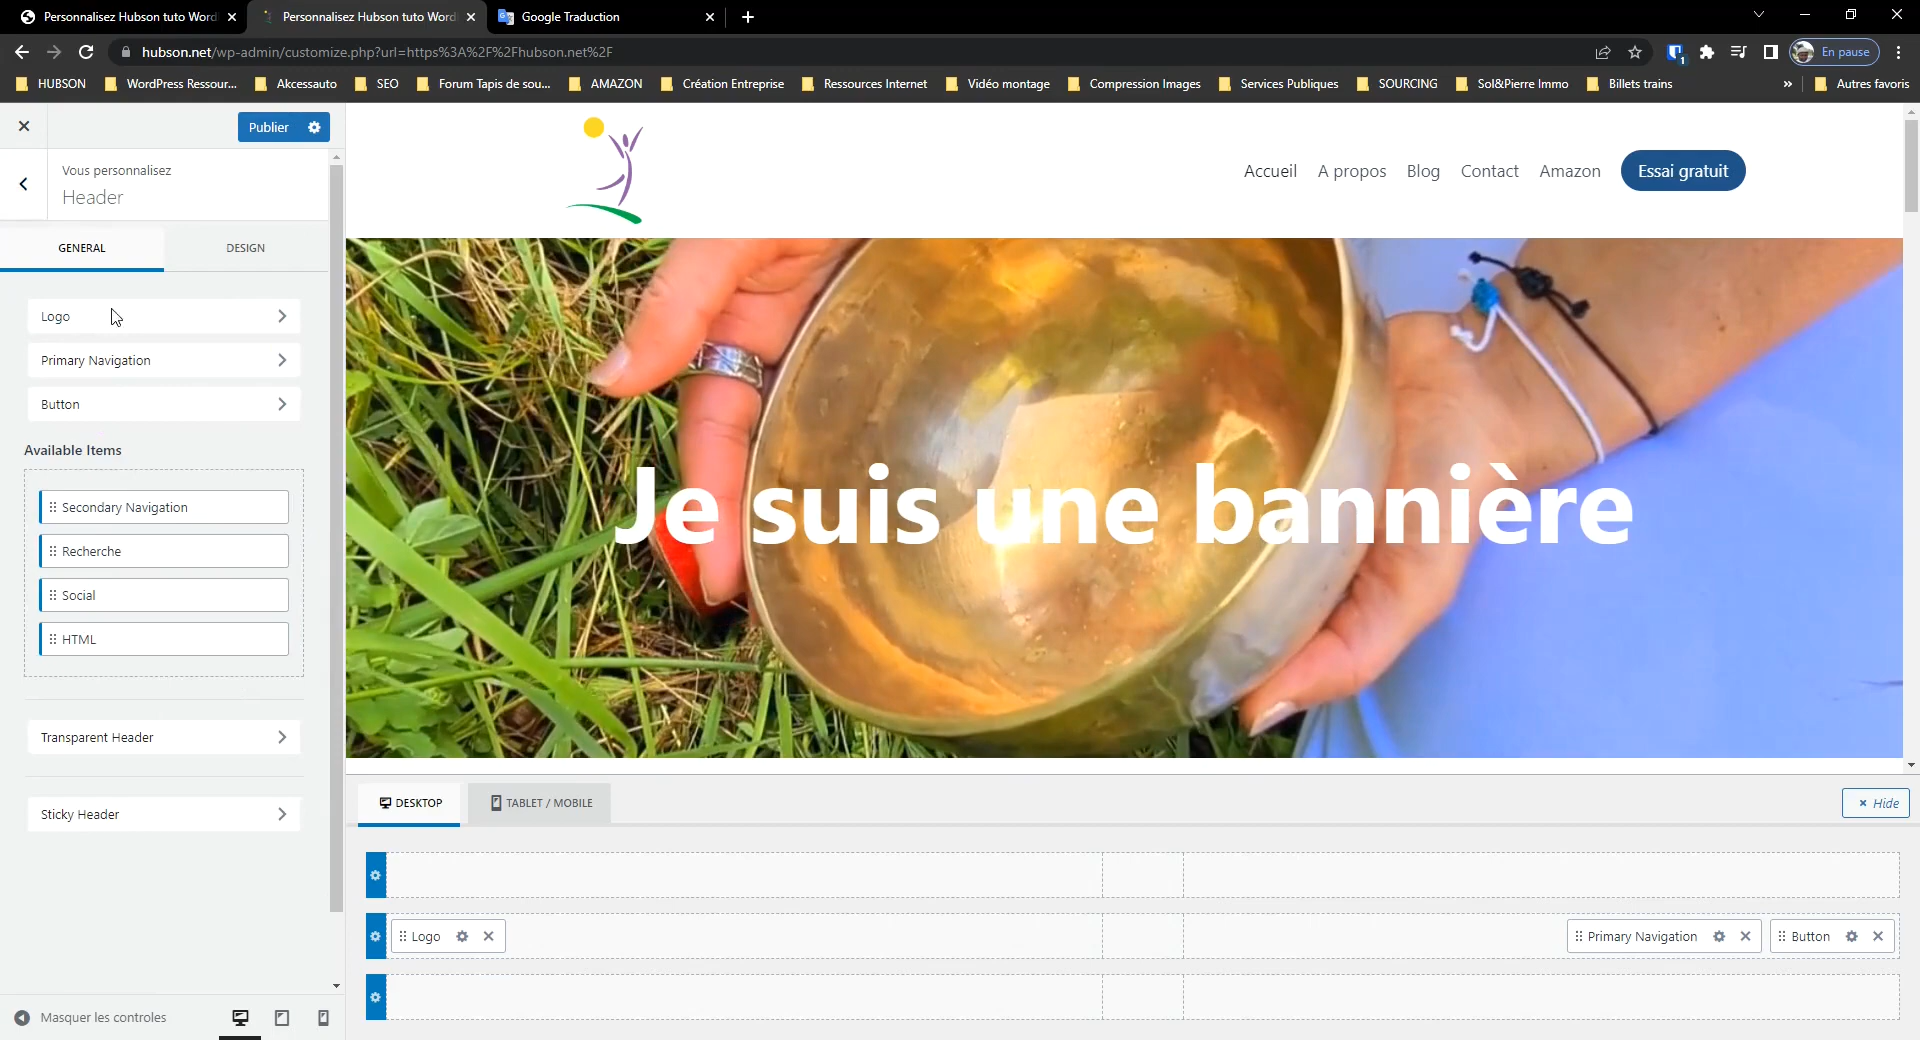 Personnalisez Hubson tuto Word
Personnalisez Hubson tuto Word
Google Traduction
hubson.net/wp-admin/customize.php?url=https%3A%2F%2Fhubson.net%2F
1
En pause
HUBSON
WordPress Ressour...
Akcessauto
SEO
Forum Tapis de sou...
AMAZON
Création Entreprise
Ressources Internet
Vidéo montage
Compression Images
Services Publiques
SOURCING
Sol&Pierre Immo
Billets trains
»
Autres favoris
Publier
Vous personnalisez
Header
GENERAL
DESIGN
Logo
Primary Navigation
Button
Available Items
Secondary Navigation
Recherche
Social
HTML
Transparent Header
Sticky Header
Masquer les controles
Accueil
A propos
Blog
Contact
Amazon
Essai gratuit
Je suis une bannière
DESKTOP
TABLET / MOBILE
× Hide
Logo
Primary Navigation
Button